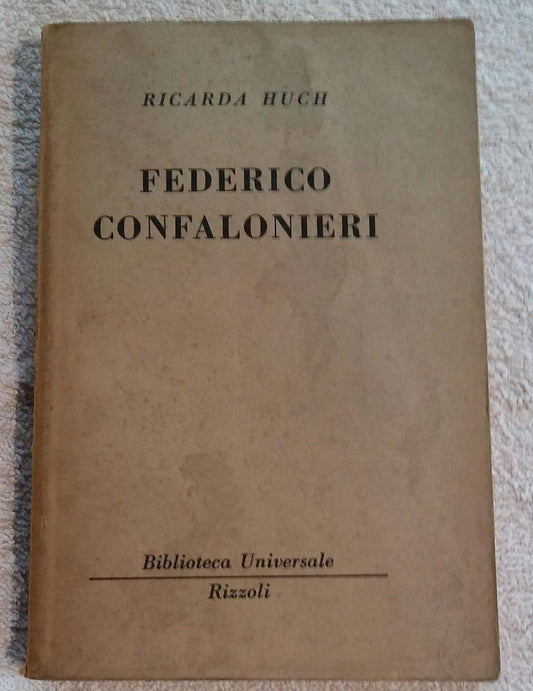 RICARDA HUCH
FEDERICO
CONFALONIERI
Biblioteca Universale
Rizzoli